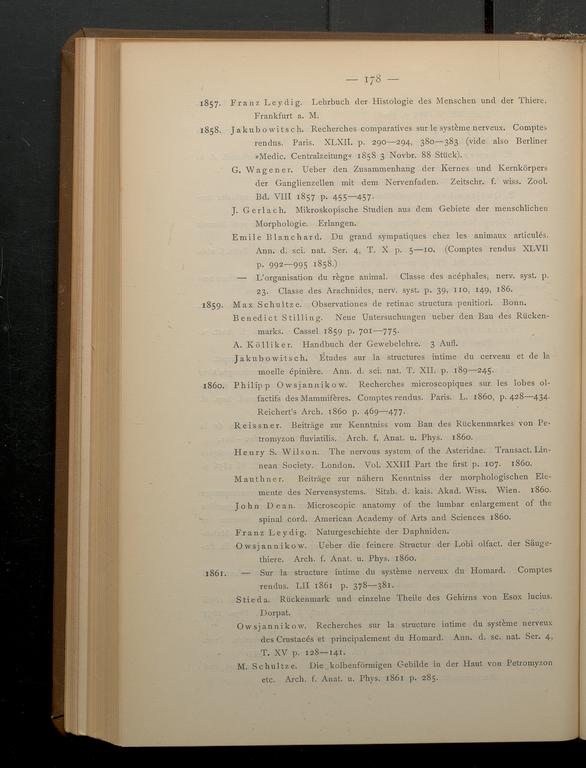 — 178 —
1857. Franz Leydig. Lehrbuch der Histologie des Menschen und der Thiere.
Frankfurt a. M.
1858. Jakubowitsch. Recherches comparatives sur le système nerveux. Comptes
rendus. Paris. XLXII. p. 290—294, 380—383 (vide also Berliner
»Medic. Centralzeitung« 1858 3 Novbr. 88 Stück).
G. Wagener. Ueber den Zusammenhang der Kernes und Kernkörpers
der Ganglienzellen mit dem Nervenfaden. Zeitschr. f. wiss. Zool.
Bd. VIII 1857 p. 455—457.
J. Gerlach. Mikroskopische Studien aus dem Gebiete der menschlichen
Morphologie. Erlangen.
Emile Blanchard. Du grand sympatiques chez les animaux articulés.
Ann. d. sci. nat. Ser. 4, T. X p. 5—10. (Comptes rendus XLVII
p. 992—995 1858.)
— L'organisation du règne animal. Classe des acéphales, nerv. syst. p.
23. Classe des Arachnides, nerv. syst. p. 39, 110, 149, 186.
1859. Max Schultze. Observationes de retinae structura penitiori. Bonn.
Benedict Stilling. Neue Untersuchungen ueber den Bau des Rücken-
marks. Cassel 1859 p. 701—775.
A. Kölliker. Handbuch der Gewebelehre. 3 Aufl.
Jakubowitsch. Études sur la structures intime du cerveau et de la
moelle épinière. Ann. d. sci. nat. T. XII. p. 189—245.
1860. Philipp Owsjannikow. Recherches microscopiques sur les lobes ol-
factifs des Mammifères. Comptes rendus. Paris. L. 1860, p. 428—434.
Reichert's Arch. 1860 p. 469—477.
Reissner. Beiträge zur Kenntniss vom Bau des Rückenmarkes von Pe-
tromyzon fluviatilis. Arch. f. Anat. u. Phys. 1860.
Henry S. Wilson. The nervous system of the Asteridae. Transact. Lin-
nean Society. London. Vol. XXIII Part the first p. 107. 1860.
Mauthner. Beiträge zur nähern Kenntniss der morphologischen Ele-
mente des Nervensystems. Sitzb. d. kais. Akad. Wiss. Wien. 1860.
John Dean. Microscopic anatomy of the lumbar enlargement of the
spinal cord. American Academy of Arts and Sciences 1860.
Franz Leydig. Naturgeschichte der Daphniden.
Owsjannikow. Ueber die feinere Structur der Lobi olfact. der Säuge-
thiere. Arch. f. Anat. u. Phys. 1860.
1861. — Sur la structure intime du système nerveux du Homard. Comptes
rendus. LII 1861 p. 378—381.
Stieda. Rückenmark und einzelne Theile des Gehirns von Esox lucius.
Dorpat.
Owsjannikow. Recherches sur la structure intime du système nerveux
des Crustacés et principalement du Homard. Ann. d. sc. nat. Ser. 4,
T. XV p. 128—141.
M. Schultze. Die kolbenförmigen Gebilde in der Haut von Petromyzon
etc. Arch. f. Anat. u. Phys. 1861 p. 285.